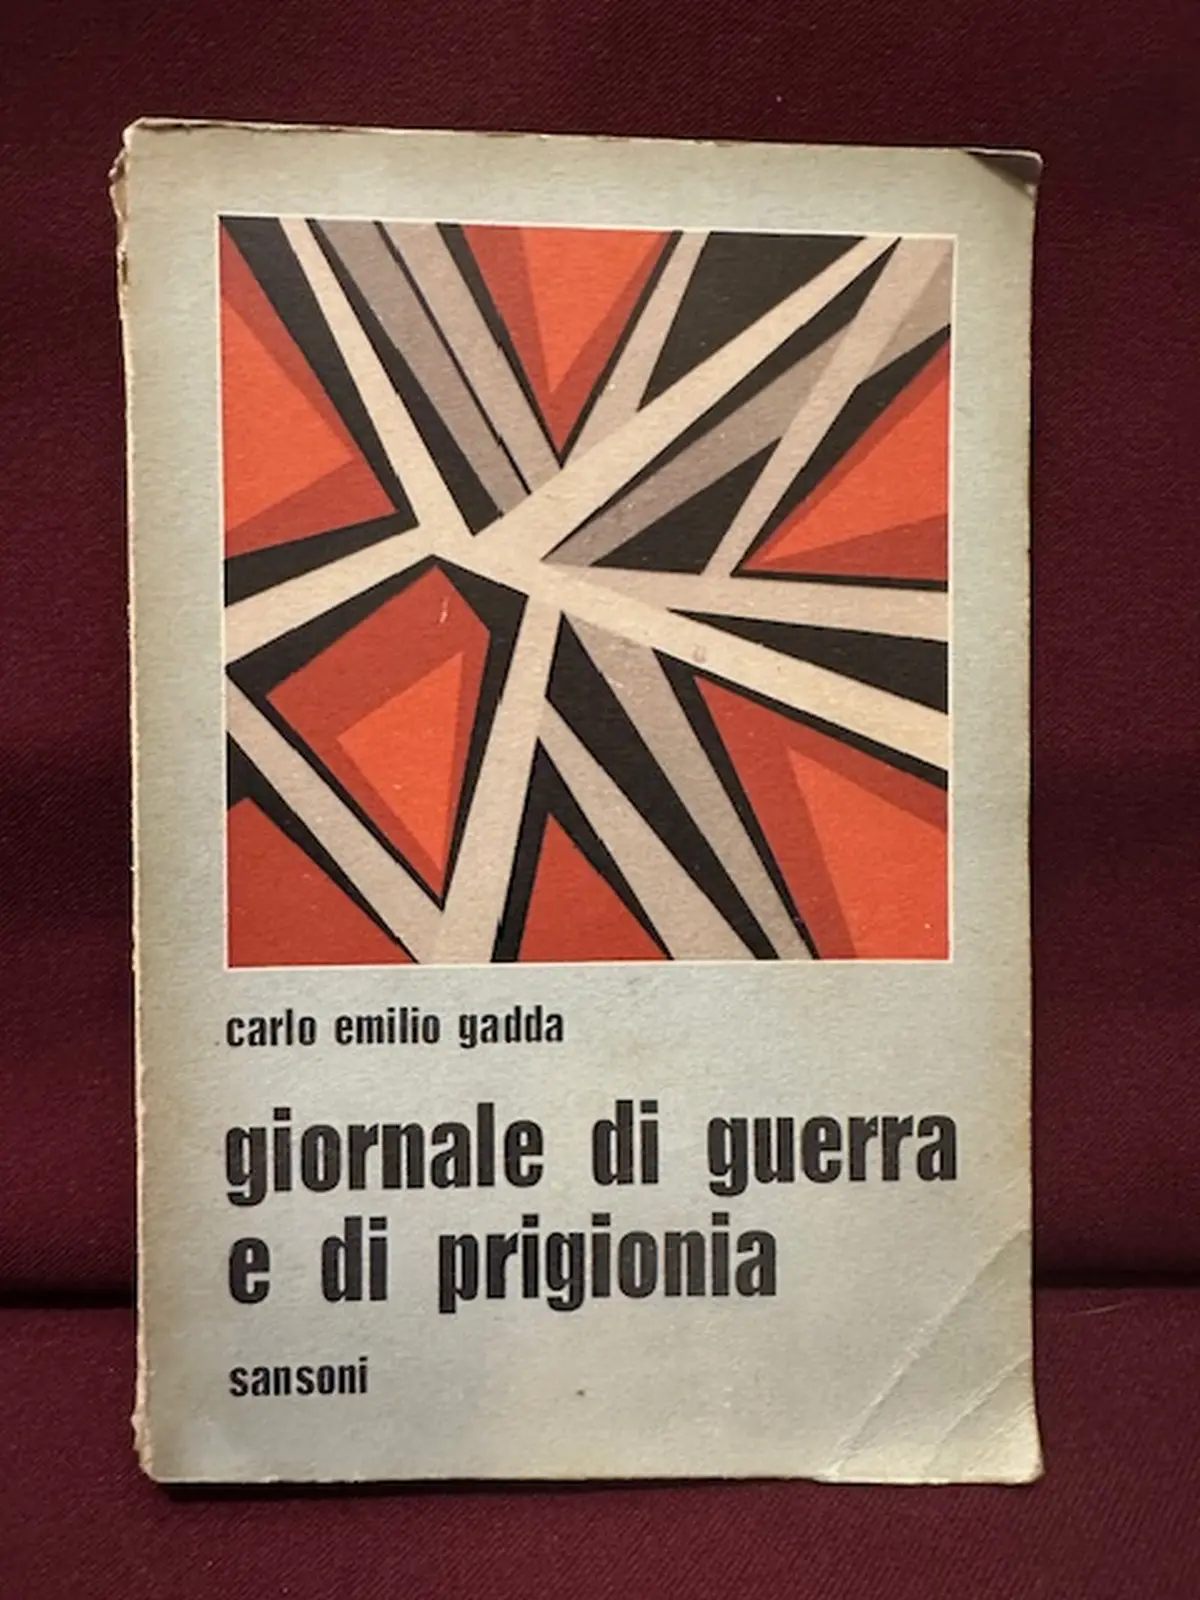 carlo emilio gadda
giornale di guerra
e di prigionia
sansoni